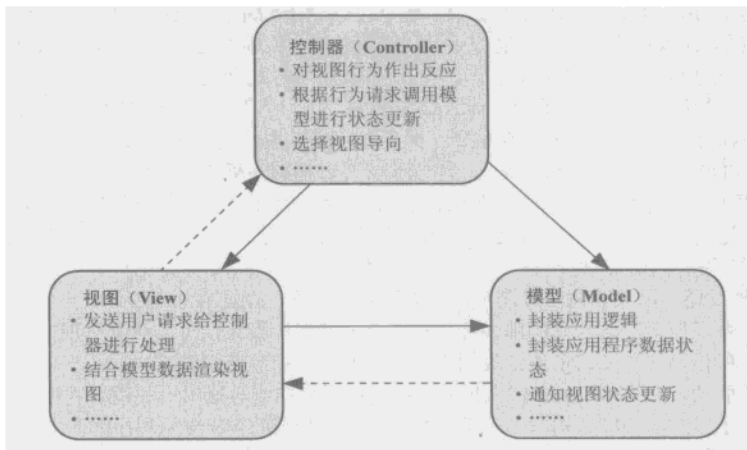 控制器（Controller）
• 对视图行为作出反应
• 根据行为请求调用模
型进行状态更新
• 选择视图导向
• ……
视图（View）
• 发送用户请求给控制
器进行处理
• 结合模型数据渲染视
图
• ……
模型（Model）
• 封装应用逻辑
• 封装应用程序数据状
态
• 通知视图状态更新
• ……